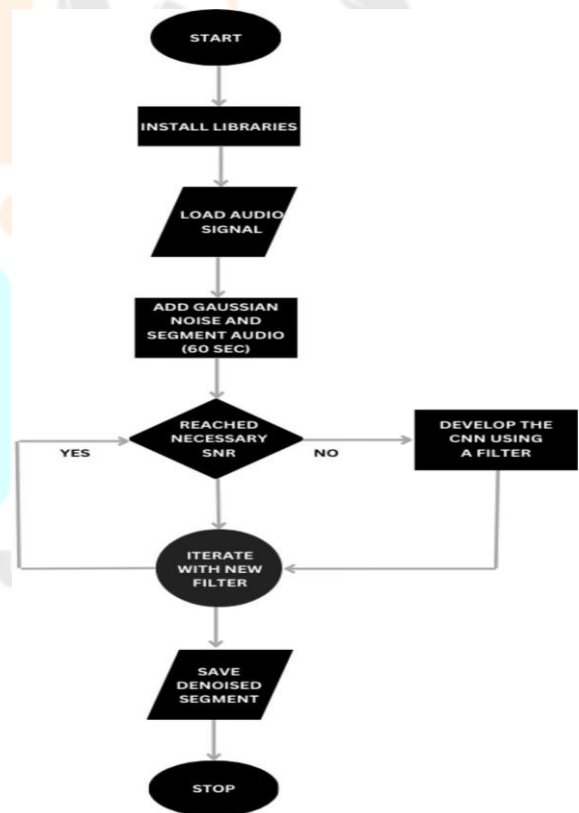 START
INSTALL LIBRARIES
LOAD AUDIO
SIGNAL
ADD GAUSSIAN
NOISE AND
SEGMENT AUDIO
(60 SEC)
REACHED
NECESSARY
SNR
YES
NO
DEVELOP THE
CNN USING
A FILTER
ITERATE
WITH NEW
FILTER
SAVE
DENOISED
SEGMENT
STOP